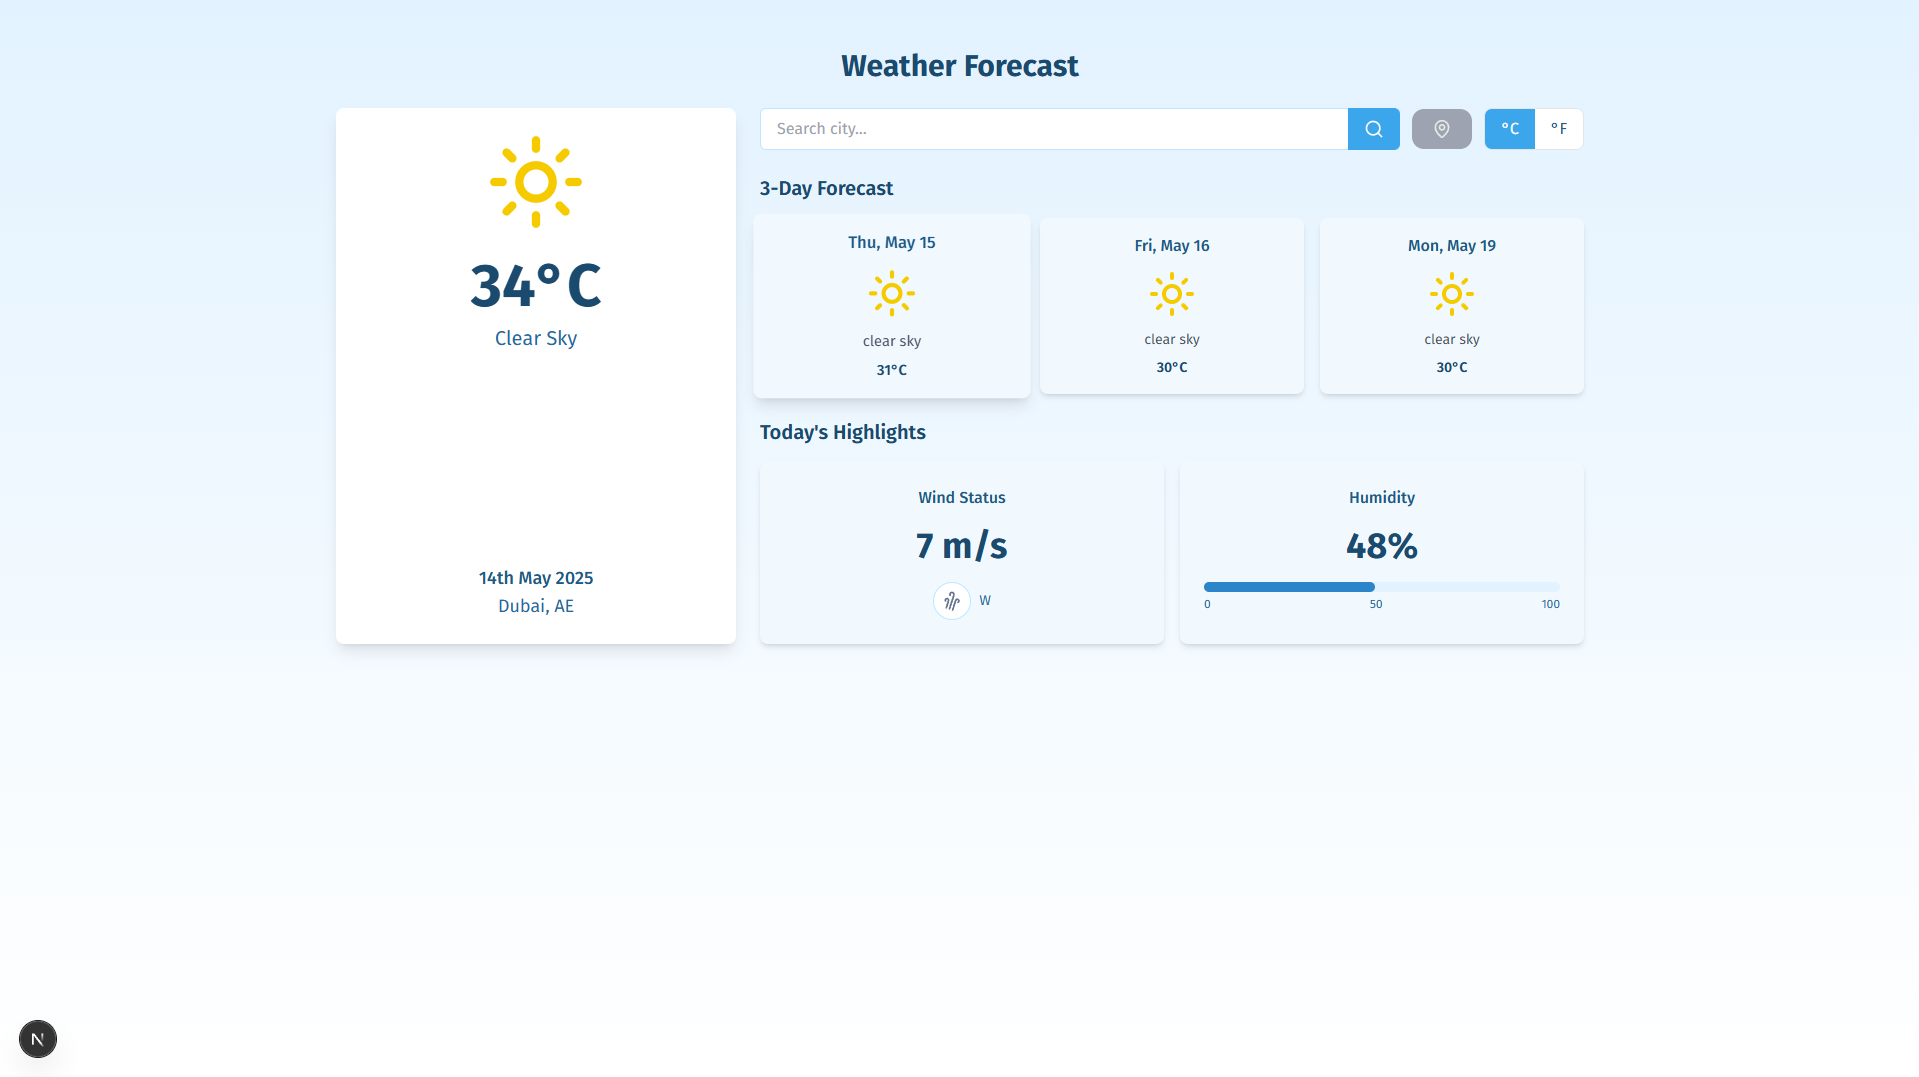 Weather Forecast
34°C
Clear Sky
14th May 2025
Dubai, AE
Search city...
°C
°F
3-Day Forecast
Thu, May 15
clear sky
31°C
Fri, May 16
clear sky
30°C
Mon, May 19
clear sky
30°C
Today's Highlights
Wind Status
7 m/s
W
Humidity
48%
0 50 100
N